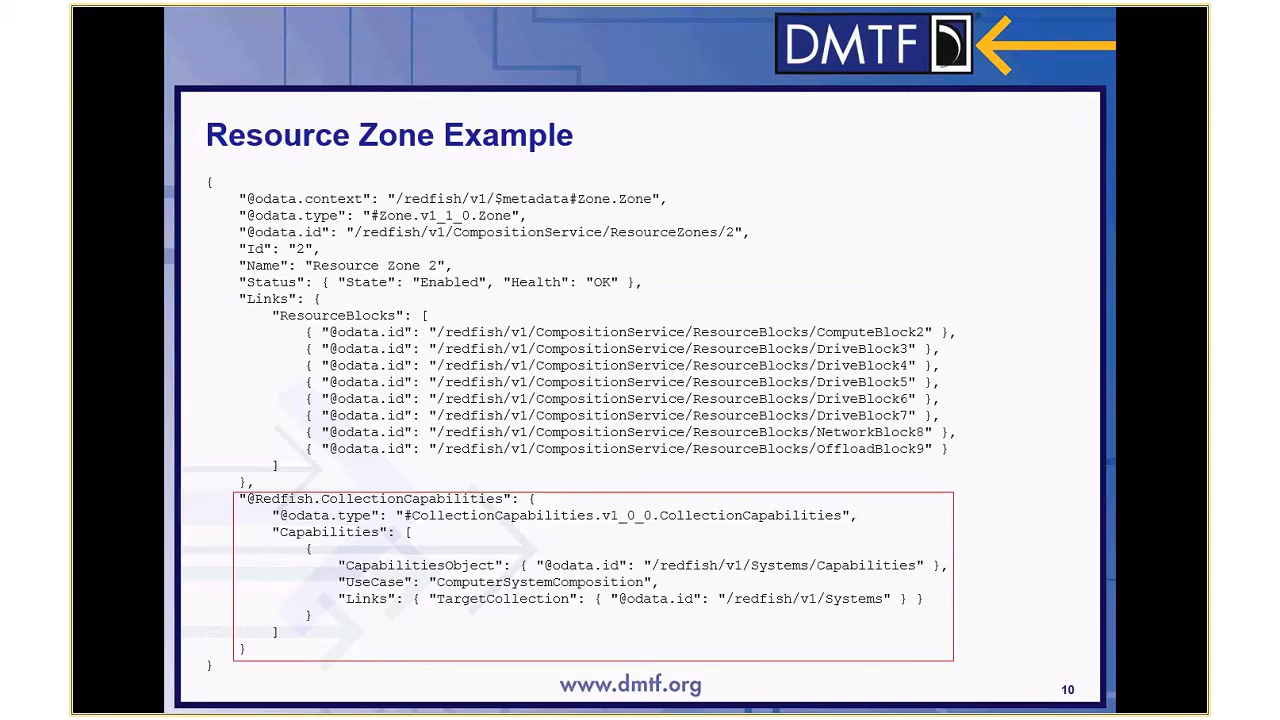 DMTF
Resource Zone Example
{
    "@odata.context": "/redfish/v1/$metadata#Zone.Zone",
    "@odata.type": "#Zone.v1_1_0.Zone",
    "@odata.id": "/redfish/v1/CompositionService/ResourceZones/2",
    "Id": "2",
    "Name": "Resource Zone 2",
    "Status": { "State": "Enabled", "Health": "OK" },
    "Links": {
        "ResourceBlocks": [
            { "@odata.id": "/redfish/v1/CompositionService/ResourceBlocks/ComputeBlock2" },
            { "@odata.id": "/redfish/v1/CompositionService/ResourceBlocks/DriveBlock3" },
            { "@odata.id": "/redfish/v1/CompositionService/ResourceBlocks/DriveBlock4" },
            { "@odata.id": "/redfish/v1/CompositionService/ResourceBlocks/DriveBlock5" },
            { "@odata.id": "/redfish/v1/CompositionService/ResourceBlocks/DriveBlock6" },
            { "@odata.id": "/redfish/v1/CompositionService/ResourceBlocks/DriveBlock7" },
            { "@odata.id": "/redfish/v1/CompositionService/ResourceBlocks/NetworkBlock8" },
            { "@odata.id": "/redfish/v1/CompositionService/ResourceBlocks/OffloadBlock9" }
        ]
    },
    "@Redfish.CollectionCapabilities": {
        "@odata.type": "#CollectionCapabilities.v1_0_0.CollectionCapabilities",
        "Capabilities": [
            {
                "CapabilitiesObject": { "@odata.id": "/redfish/v1/Systems/Capabilities" },
                "UseCase": "ComputerSystemComposition",
                "Links": { "TargetCollection": { "@odata.id": "/redfish/v1/Systems" } }
            }
        ]
    }
}
www.dmtf.org
10